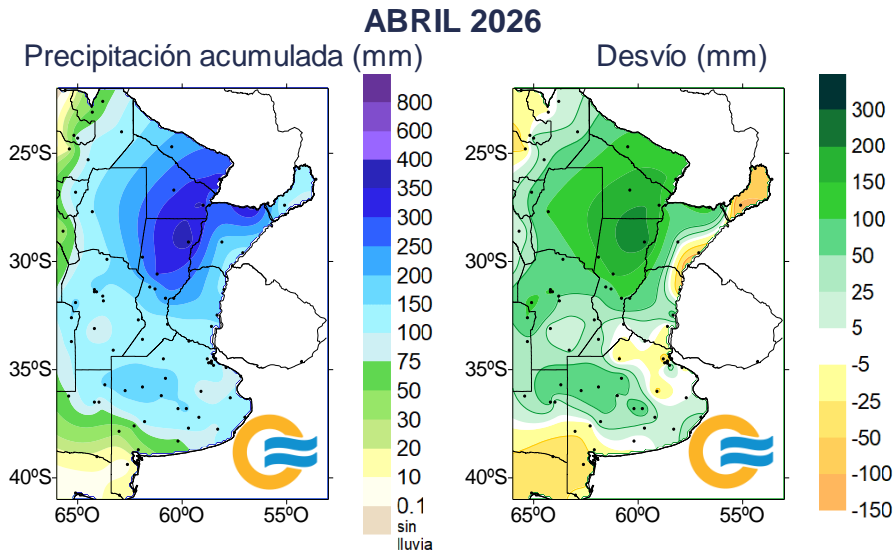 ABRIL 2026
Precipitación acumulada (mm)
Desvío (mm)
800
600
400
350
300
200
150
100
75
50
30
20
10
0.1
sin
lluvia
25ºS
30ºS
35ºS
40ºS
65ºO
60ºO
55ºO
300
200
150
100
50
25
5
-5
-25
-50
-100
-150
25ºS
30ºS
35ºS
40ºS
65ºO
60ºO
55ºO